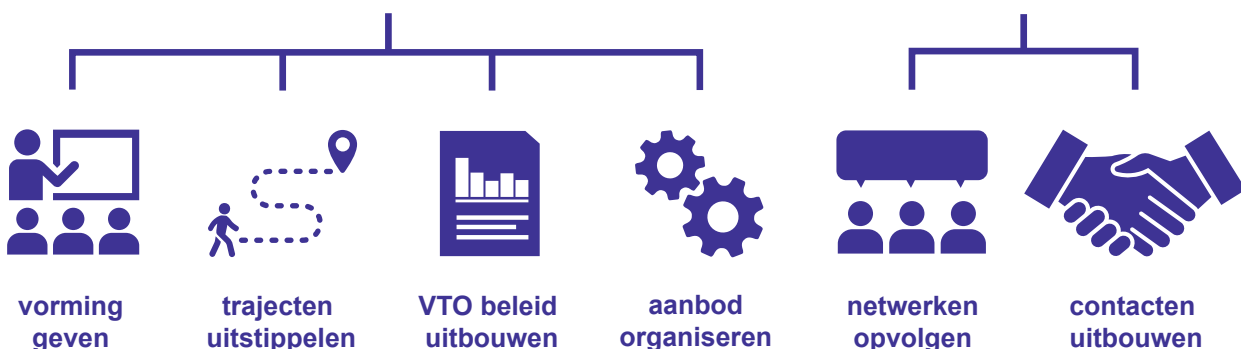 vorming
geven
trajecten
uitstippelen
VTO beleid
uitbouwen
aanbod
organiseren
netwerken
opvolgen
contacten
uitbouwen